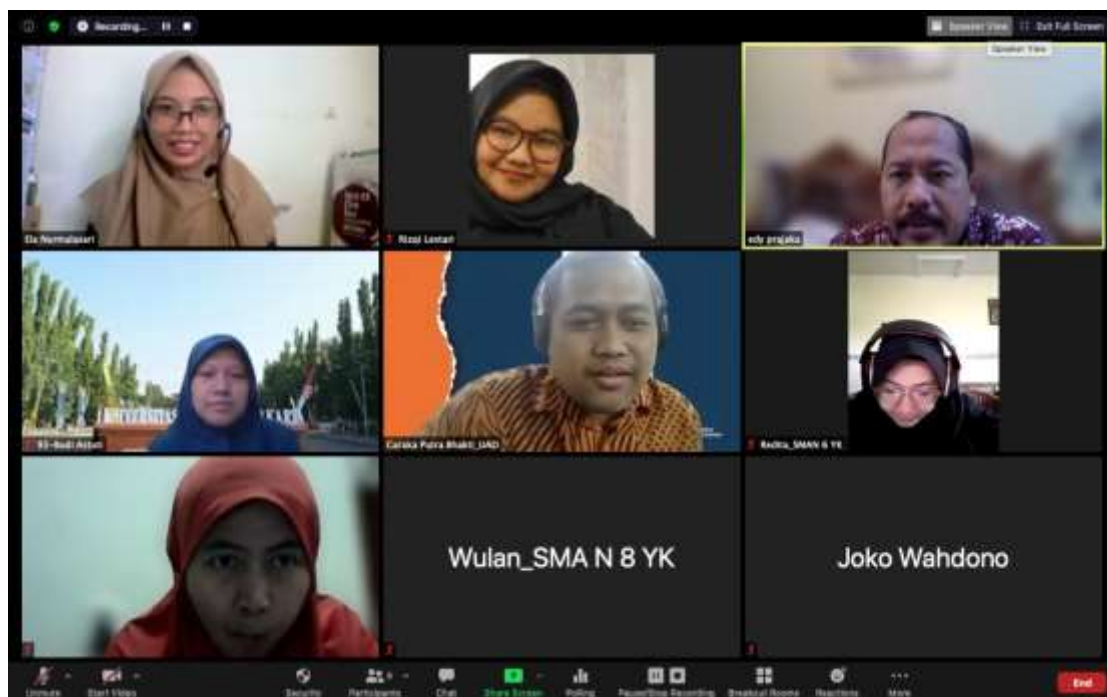 Recording...
Speaker View
Exit Full Screen
Speaker View
Ela Nurmalasari
Rizqi Lestari
edy prajaka
Caraka Putra Bhakti_UAD
Redita_SMAN 6 YK
Wulan_SMA N 8 YK
Joko Wahdono
Unmute
Start Video
Security
Participants
Chat
Share Screen
Polling
Pause/Stop Recording
Breakout Rooms
Reactions
More
End